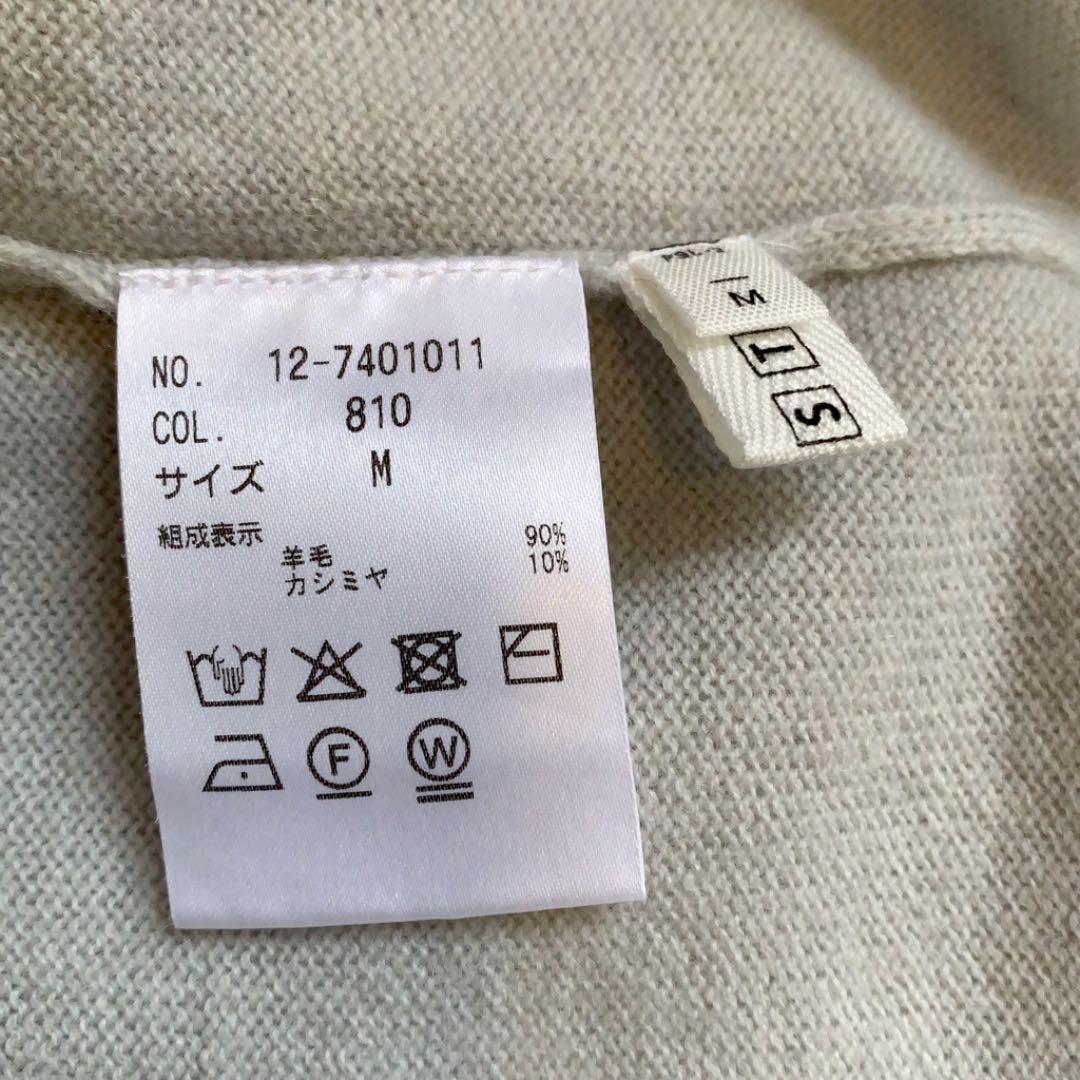 NO. 12-7401011
COL. 810
サイズ M
組成表示
羊毛 90%
カシミヤ 10%
F
W
M
T
S